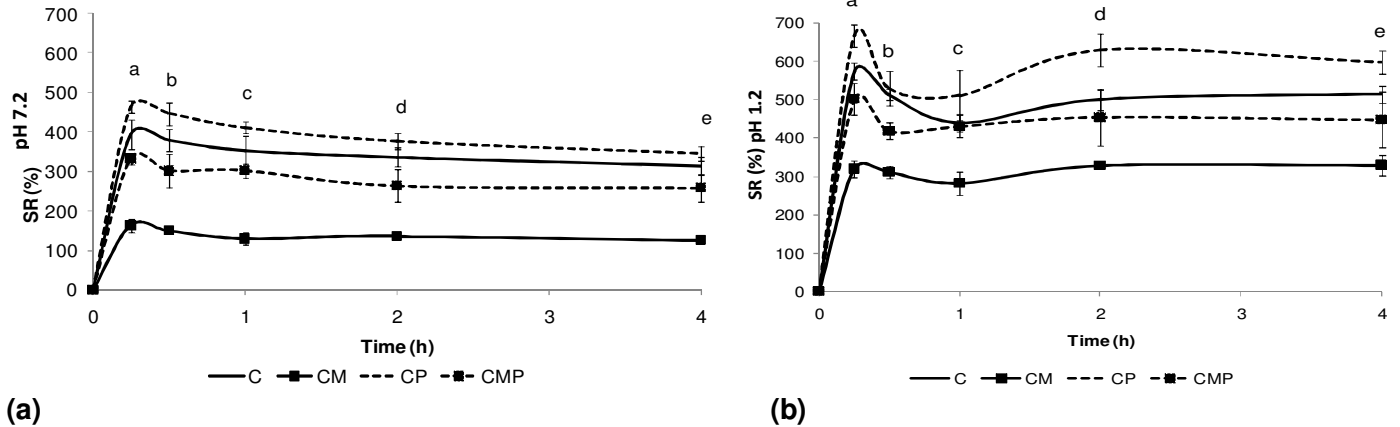 700
600
500
400
300
200
100
0
SR (%) pH 7.2
a
b
c
d
e
0 1 2 3 4
Time (h)
C CM CP CMP
(a)
700
600
500
400
300
200
100
0
SR (%) pH 1.2
a
b
c
d
e
0 1 2 3 4
Time (h)
C CM CP CMP
(b)